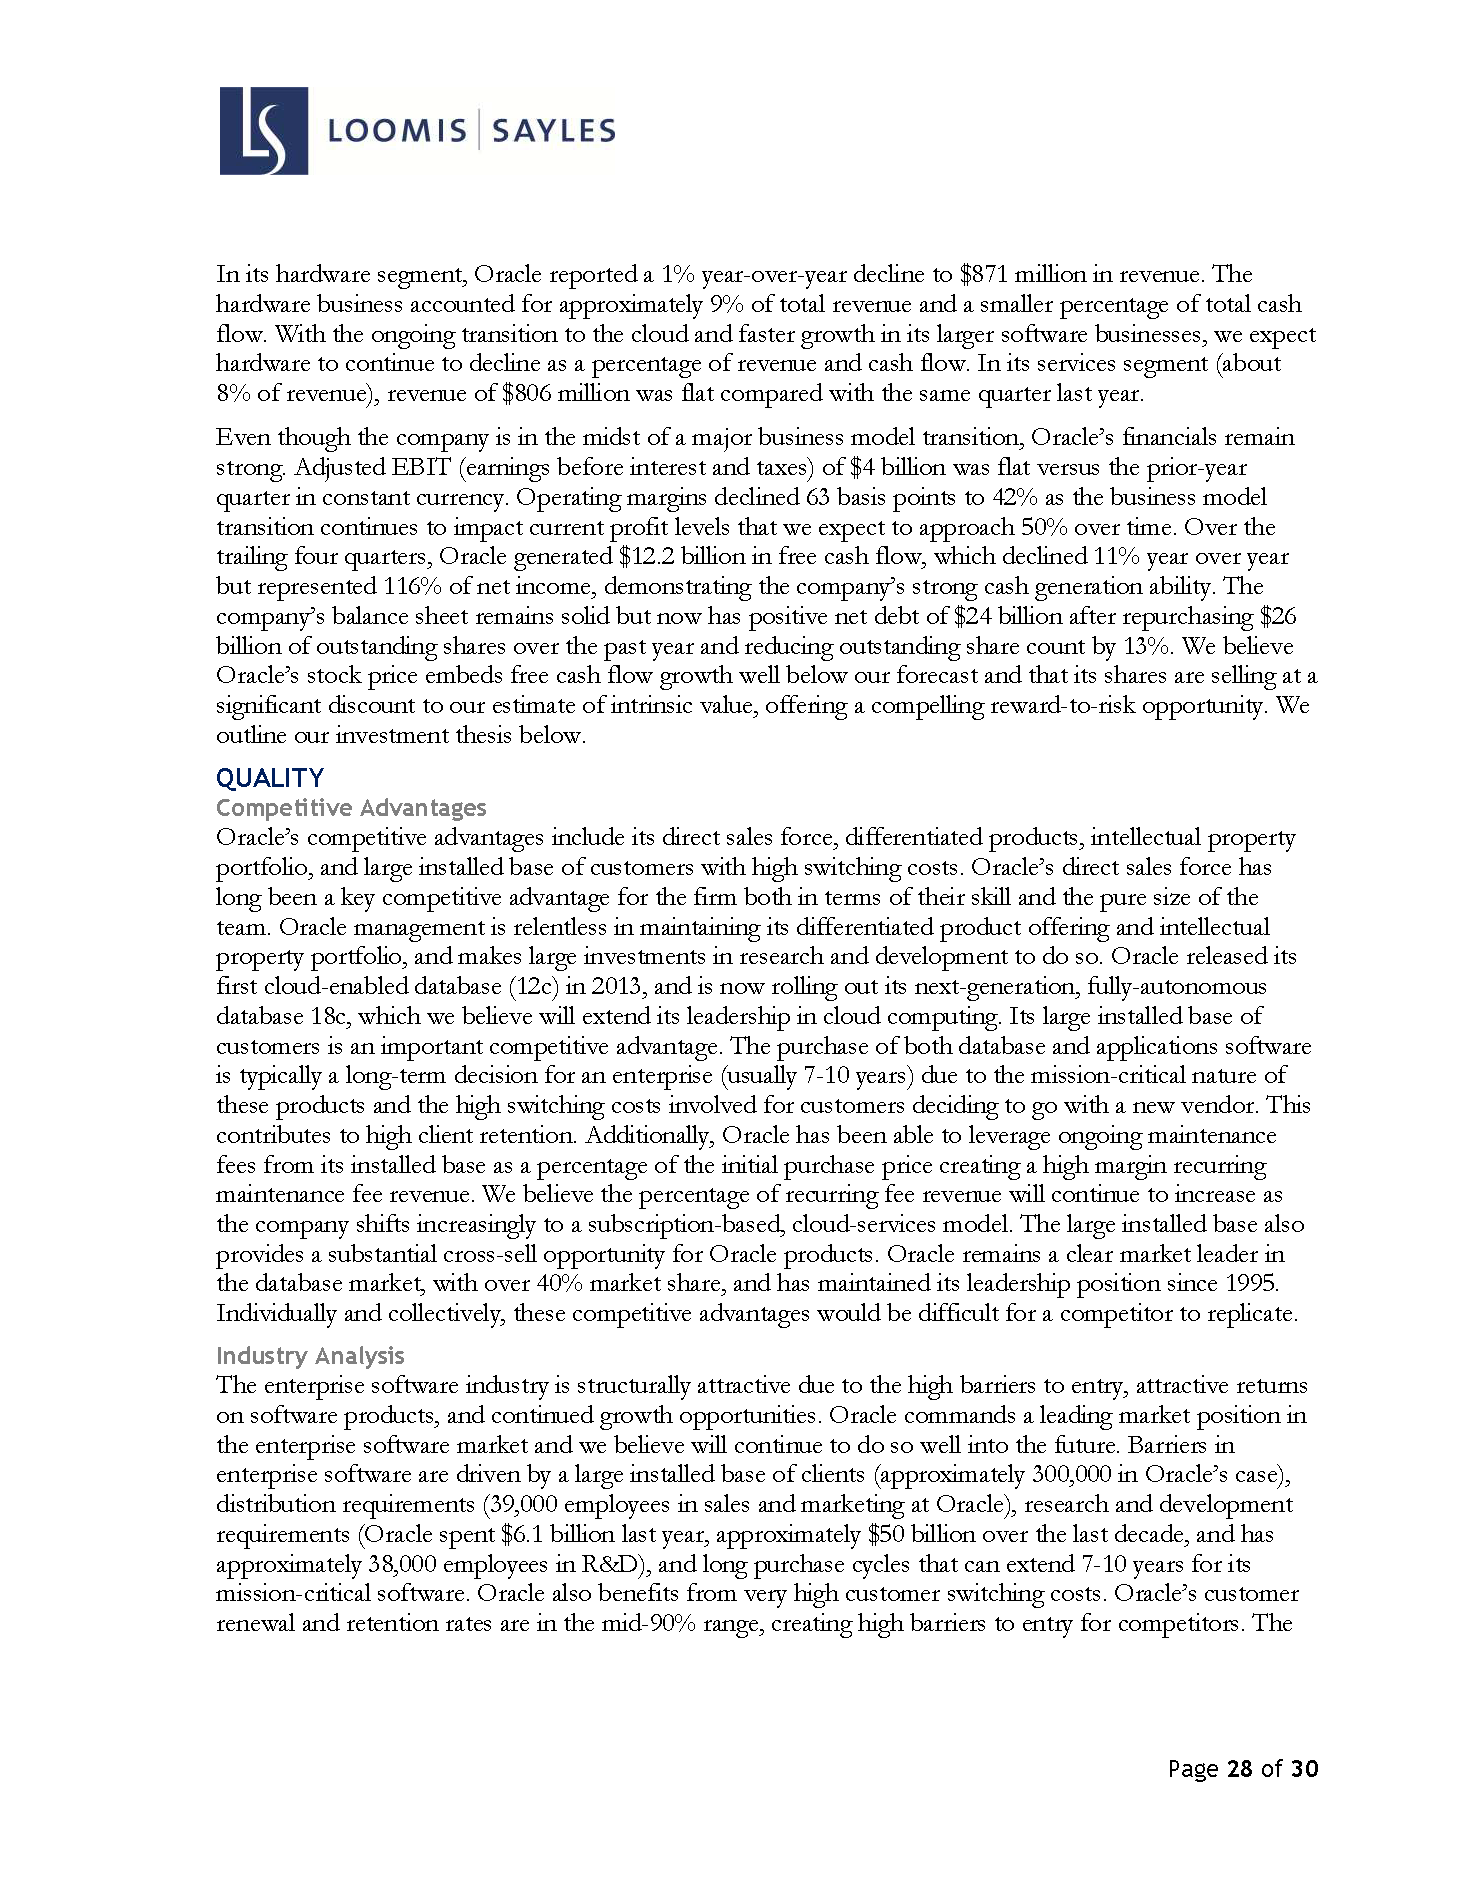 LS LOOMIS | SAYLES
In its hardware segment, Oracle reported a 1% year-over-year decline to $871 million in revenue. The
hardware business accounted for approximately 9% of total revenue and a smaller percentage of total cash
flow. With the ongoing transition to the cloud and faster growth in its larger software businesses, we expect
hardware to continue to decline as a percentage of revenue and cash flow. In its services segment (about
8% of revenue), revenue of $806 million was flat compared with the same quarter last year.
Even though the company is in the midst of a major business model transition, Oracle’s financials remain
strong. Adjusted EBIT (earnings before interest and taxes) of $4 billion was flat versus the prior-year
quarter in constant currency. Operating margins declined 63 basis points to 42% as the business model
transition continues to impact current profit levels that we expect to approach 50% over time. Over the
trailing four quarters, Oracle generated $12.2 billion in free cash flow, which declined 11% year over year
but represented 116% of net income, demonstrating the company’s strong cash generation ability. The
company’s balance sheet remains solid but now has positive net debt of $24 billion after repurchasing $26
billion of outstanding shares over the past year and reducing outstanding share count by 13%. We believe
Oracle’s stock price embeds free cash flow growth well below our forecast and that its shares are selling at a
significant discount to our estimate of intrinsic value, offering a compelling reward-to-risk opportunity. We
outline our investment thesis below.
QUALITY
Competitive Advantages
Oracle’s competitive advantages include its direct sales force, differentiated products, intellectual property
portfolio, and large installed base of customers with high switching costs. Oracle’s direct sales force has
long been a key competitive advantage for the firm both in terms of their skill and the pure size of the
team. Oracle management is relentless in maintaining its differentiated product offering and intellectual
property portfolio, and makes large investments in research and development to do so. Oracle released its
first cloud-enabled database (12c) in 2013, and is now rolling out its next-generation, fully-autonomous
database 18c, which we believe will extend its leadership in cloud computing. Its large installed base of
customers is an important competitive advantage. The purchase of both database and applications software
is typically a long-term decision for an enterprise (usually 7-10 years) due to the mission-critical nature of
these products and the high switching costs involved for customers deciding to go with a new vendor. This
contributes to high client retention. Additionally, Oracle has been able to leverage ongoing maintenance
fees from its installed base as a percentage of the initial purchase price creating a high margin recurring
maintenance fee revenue. We believe the percentage of recurring fee revenue will continue to increase as
the company shifts increasingly to a subscription-based, cloud-services model. The large installed base also
provides a substantial cross-sell opportunity for Oracle products. Oracle remains a clear market leader in
the database market, with over 40% market share, and has maintained its leadership position since 1995.
Individually and collectively, these competitive advantages would be difficult for a competitor to replicate.
Industry Analysis
The enterprise software industry is structurally attractive due to the high barriers to entry, attractive returns
on software products, and continued growth opportunities. Oracle commands a leading market position in
the enterprise software market and we believe will continue to do so well into the future. Barriers in
enterprise software are driven by a large installed base of clients (approximately 300,000 in Oracle’s case),
distribution requirements (39,000 employees in sales and marketing at Oracle), research and development
requirements (Oracle spent $6.1 billion last year, approximately $50 billion over the last decade, and has
approximately 38,000 employees in R&D), and long purchase cycles that can extend 7-10 years for its
mission-critical software. Oracle also benefits from very high customer switching costs. Oracle’s customer
renewal and retention rates are in the mid-90% range, creating high barriers to entry for competitors. The
Page 28 of 30